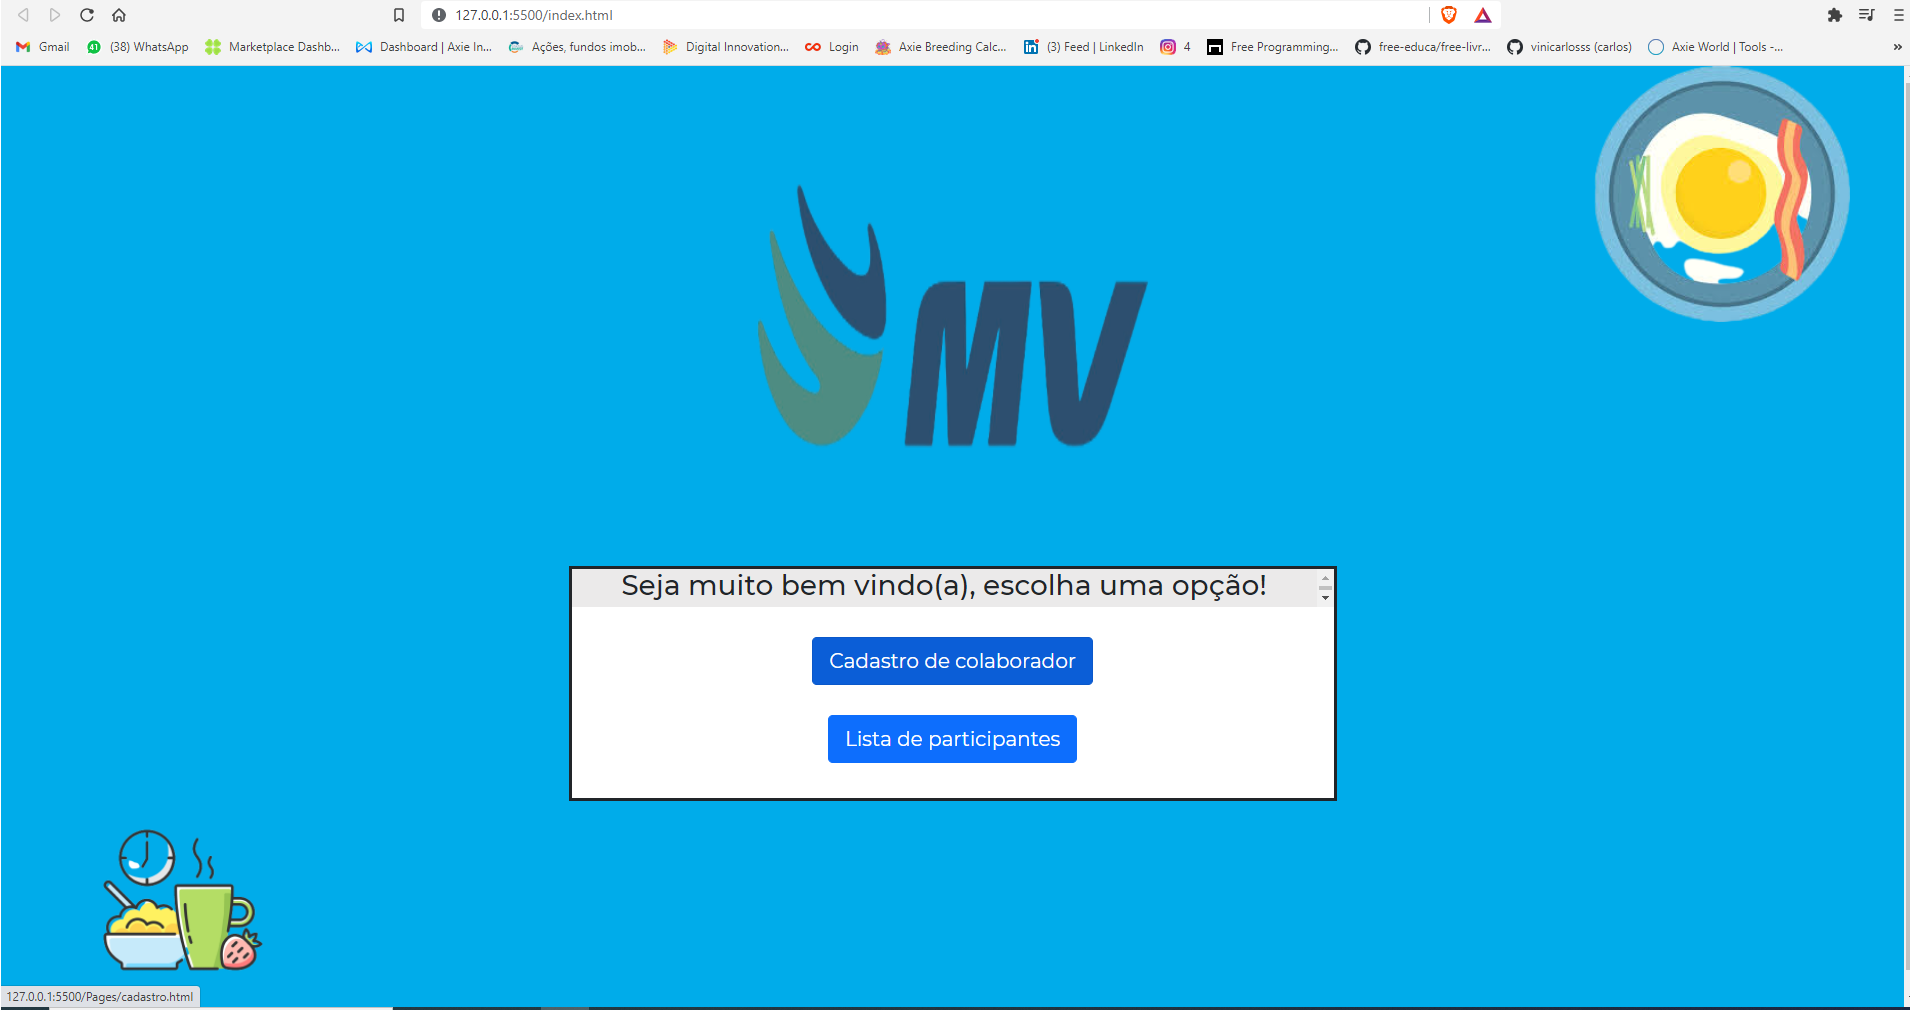 127.0.0.1:5500/index.html
Gmail
(38) WhatsApp
Marketplace Dashb...
Dashboard | Axie In...
Ações, fundos imob...
Digital Innovation...
Login
Axie Breeding Calc...
(3) Feed | LinkedIn
4
Free Programming...
free-educa/free-livr...
vinicarlosss (carlos)
Axie World | Tools -...
MV
Seja muito bem vindo(a), escolha uma opção!
Cadastro de colaborador
Lista de participantes
127.0.0.1:5500/Pages/cadastro.html